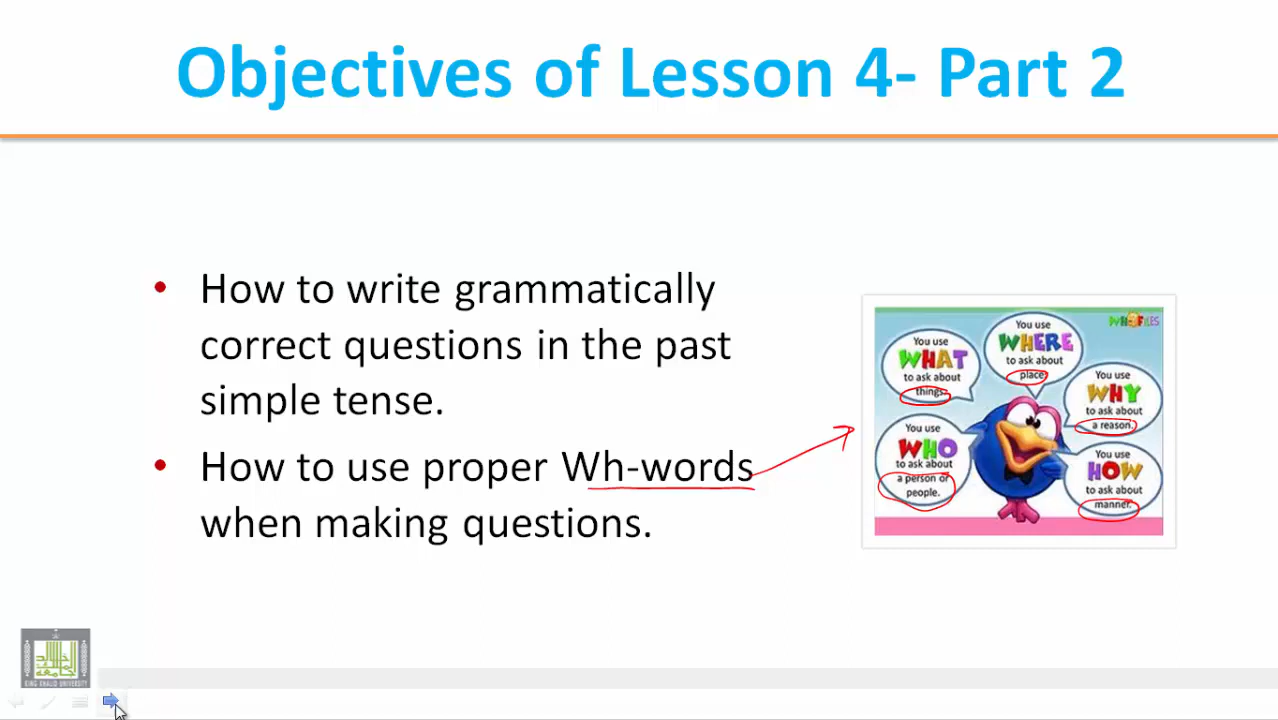 Objectives of Lesson 4- Part 2
• How to write grammatically
correct questions in the past
simple tense.
• How to use proper Wh-words
when making questions.
You use
WHAT
to ask about
things.
You use
WHERE
to ask about
place.
You use
WHY
to ask about
a reason.
You use
WHO
to ask about
a person or
people.
You use
HOW
to ask about
manner.
KING KHALID UNIVERSITY